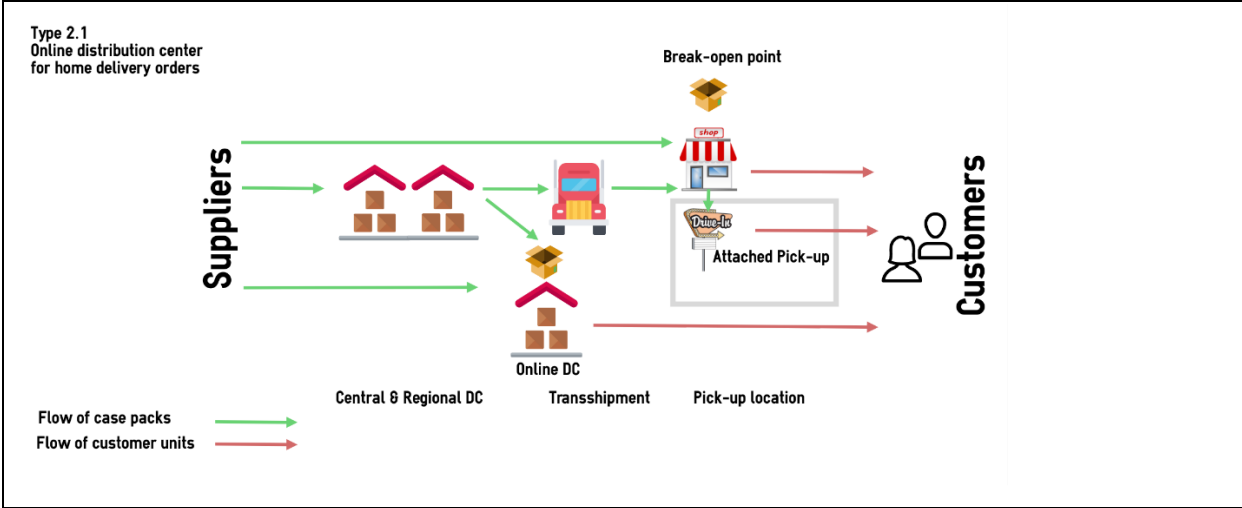 Type 2.1
Online distribution center
for home delivery orders
Break-open point
shop
Suppliers
Drive-In
Attached Pick-up
Customers
Online DC
Central & Regional DC
Transshipment
Pick-up location
Flow of case packs
Flow of customer units